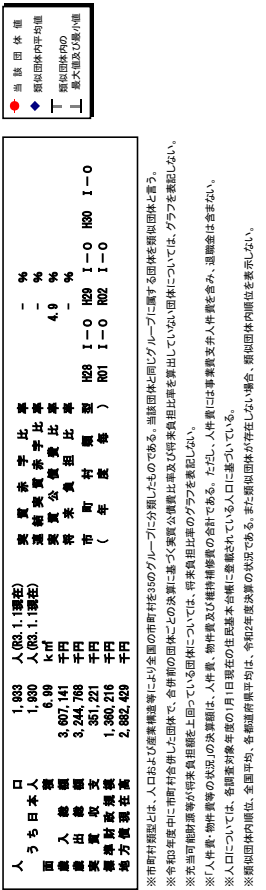 人口 1,833 人(R3.1.1現在)
うち日本人 1,830 人(R3.1.1現在)
面積 6.99 ｋ㎡
歳入総額 3,607,141 千円
歳出総額 3,244,768 千円
実質収支 351,221 千円
標準財政規模 1,360,216 千円
地方債現在高 2,882,429 千円
実質赤字比率 - %
連結実質赤字比率 - %
実質公債費比率 4.9 %
将来負担比率 - %
市町村類型 H28 Ⅰ－０ H29 Ⅰ－０ H30 Ⅰ－０
(年度毎) R01 Ⅰ－０ R02 Ⅰ－０
当該団体値
類似団体内平均値
類似団体内の
最大値及び最小値
※市町村類型とは、人口および産業構造等により全国の市町村を35のグループに分類したものである。当該団体と同じグループに属する団体を類似団体と言う。
※令和3年度中に市町村合併した団体で、合併前の団体ごとの決算に基づく実質公債費比率及び将来負担比率を算出していない団体については、グラフを表記しない。
※充当可能財源等が将来負担額を上回っている団体については、将来負担比率のグラフを表記しない。
※「人件費・物件費等の状況」の決算額は、人件費、物件費及び維持補修費の合計である。ただし、人件費には事業費支弁人件費を含み、退職金は含まない。
※人口については、各調査対象年度の1月1日現在の住民基本台帳に登載されている人口に基づいている。
※類似団体内順位、全国平均、各都道府県平均は、令和2年度決算の状況である。また類似団体が存在しない場合、類似団体内順位を表示しない。